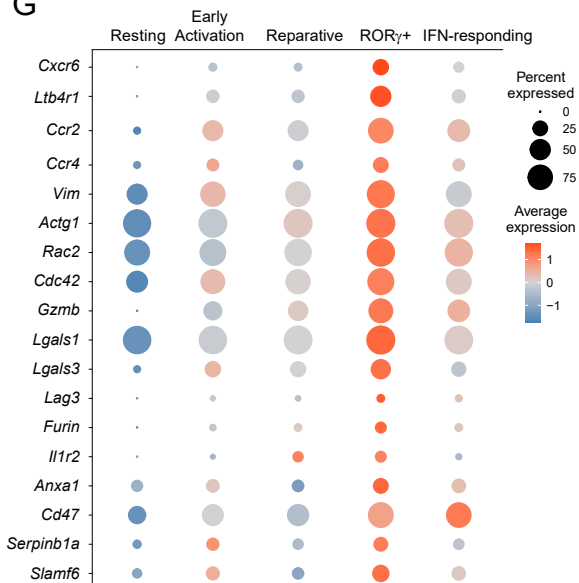 G
Resting
Early
Activation
Reparative
RORγ+
IFN-responding
Cxcr6
Ltb4r1
Ccr2
Ccr4
Vim
Actg1
Rac2
Cdc42
Gzmb
Lgals1
Lgals3
Lag3
Furin
Il1r2
Anxa1
Cd47
Serpinb1a
Slamf6
Percent
expressed
0
25
50
75
Average
expression
1
0
−1